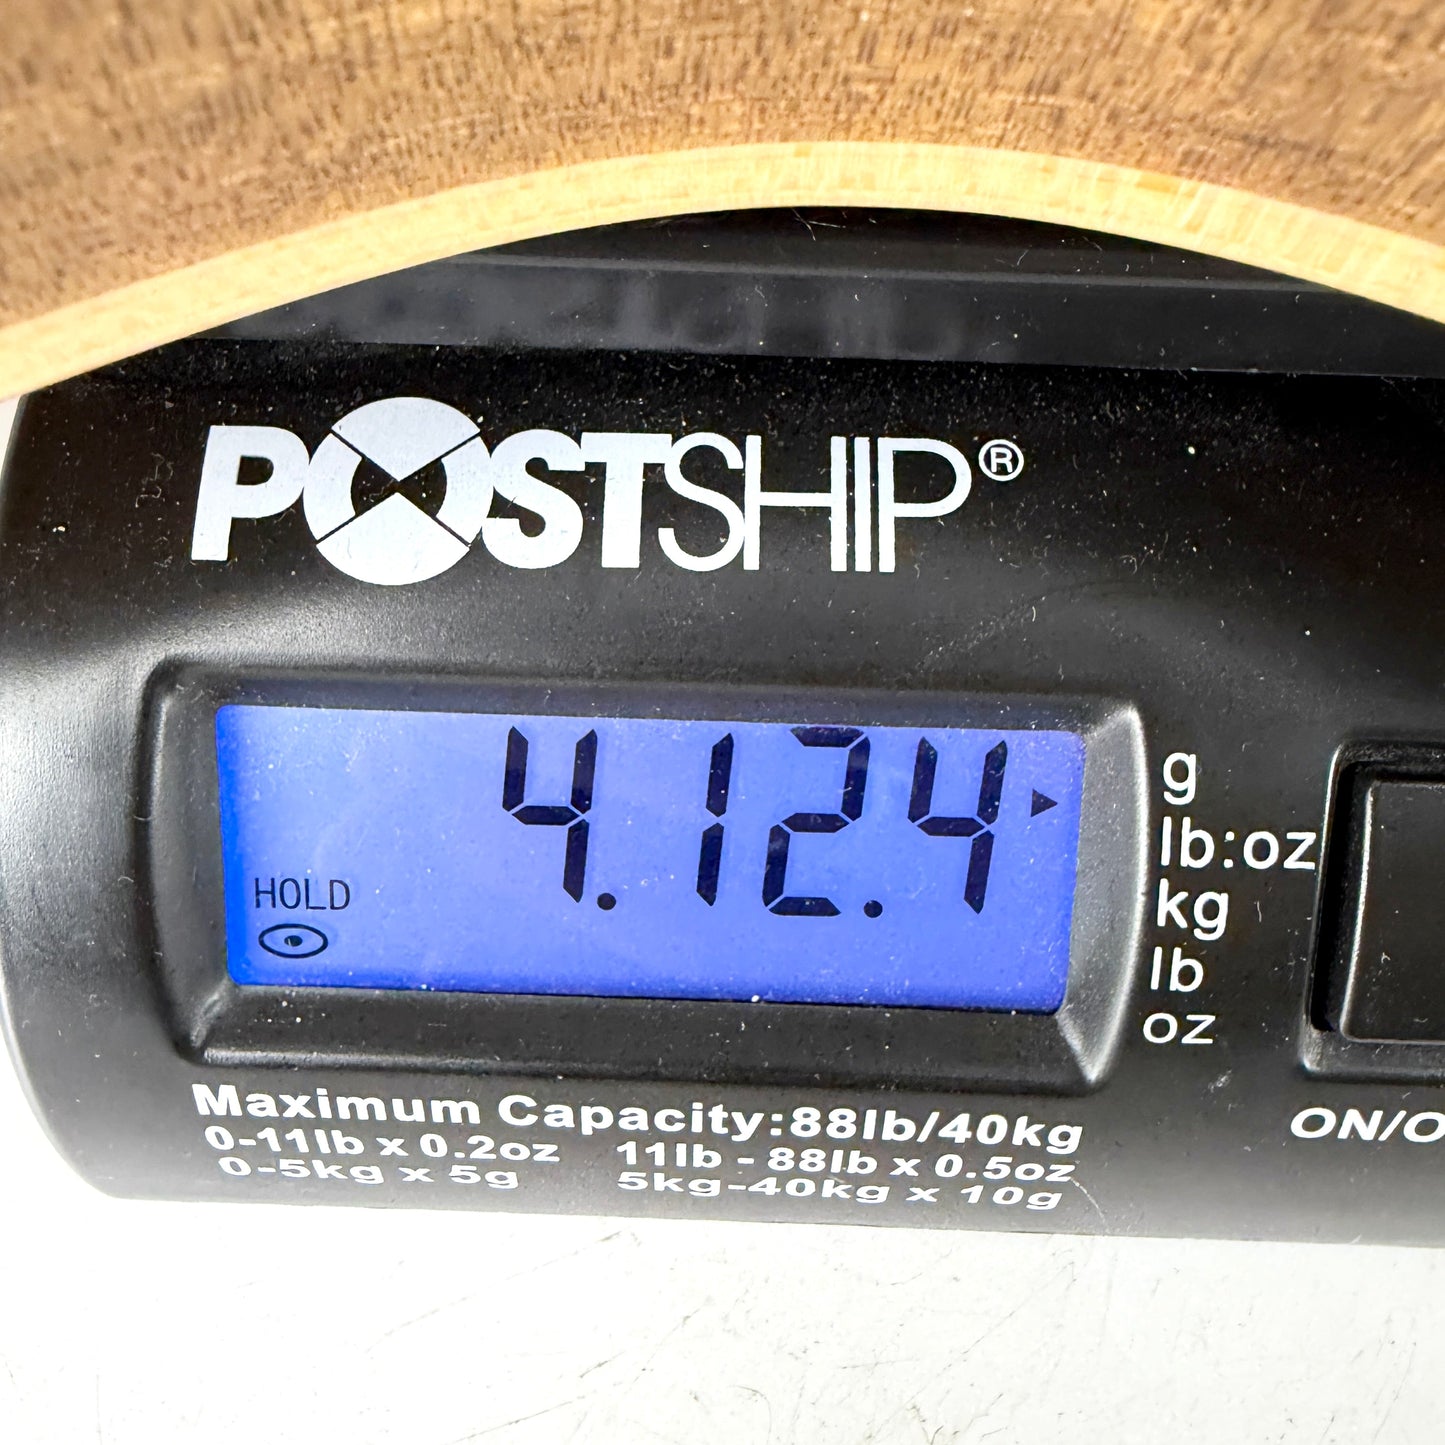 POSTSHIP®
4.12.4
HOLD
g
lb:oz
kg
lb
oz
Maximum Capacity:88lb/40kg
0-11lb x 0.2oz 11lb - 88lb x 0.5oz
0-5kg x 5g 5kg-40kg x 10g
ON/O